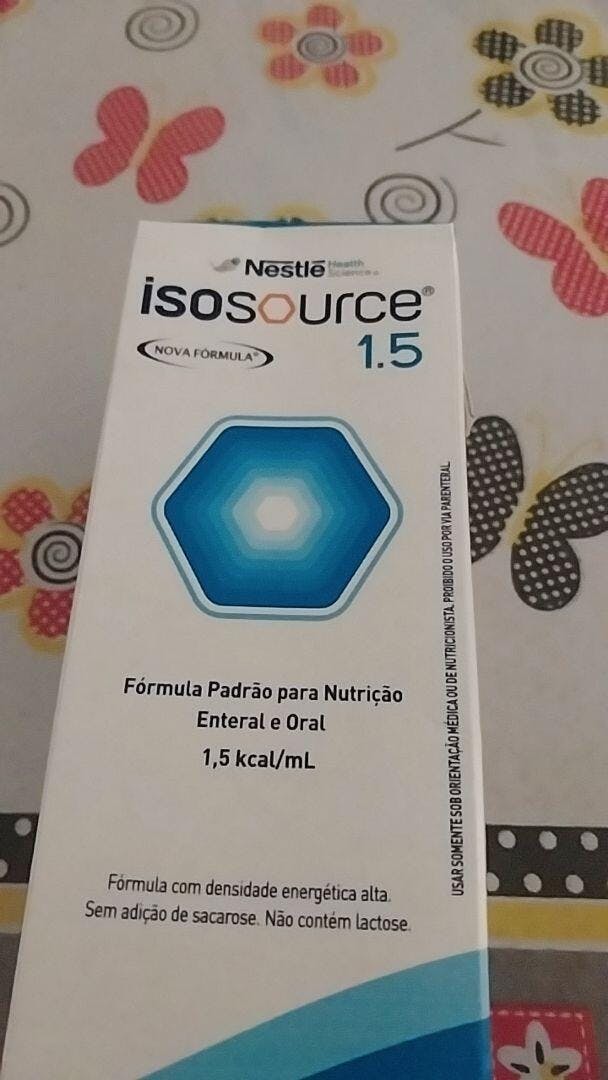 Nestlé Health Science
isosource® 1.5
NOVA FÓRMULA
Fórmula Padrão para Nutrição
Enteral e Oral
1,5 kcal/mL
Fórmula com densidade energética alta.
Sem adição de sacarose. Não contém lactose.
USAR SOMENTE SOB ORIENTAÇÃO MÉDICA OU DE NUTRICIONISTA. PROIBIDO O USO POR VIA PARENTERAL.